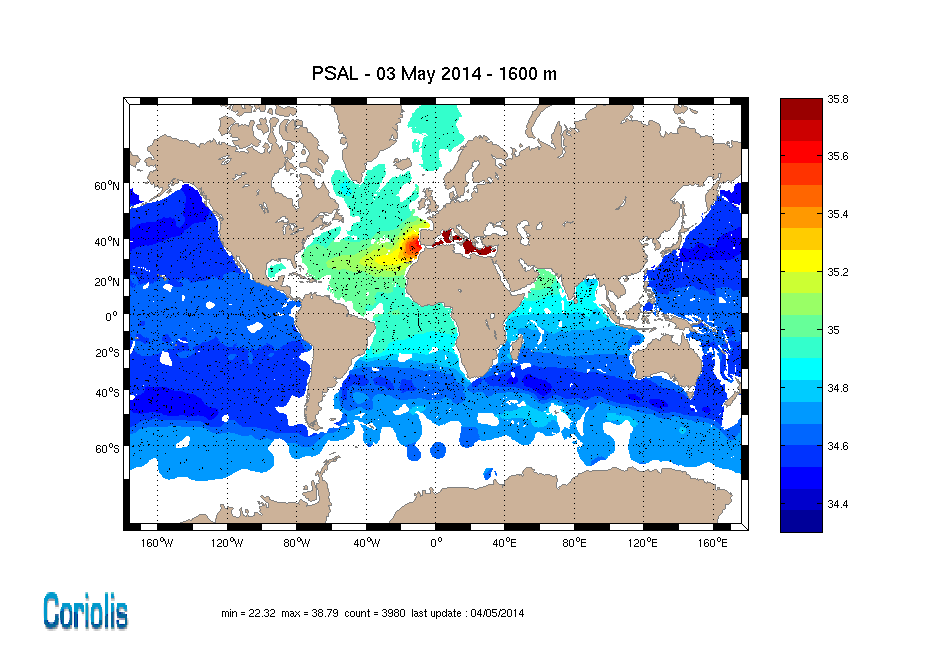 PSAL - 03 May 2014 - 1600 m
35.8
35.6
35.4
35.2
35
34.8
34.6
34.4
60°N
40°N
20°N
0°
20°S
40°S
60°S
160°W 120°W 80°W 40°W 0° 40°E 80°E 120°E 160°E
Coriolis
min = 22.32 max = 38.79 count = 3980 last update : 04/05/2014